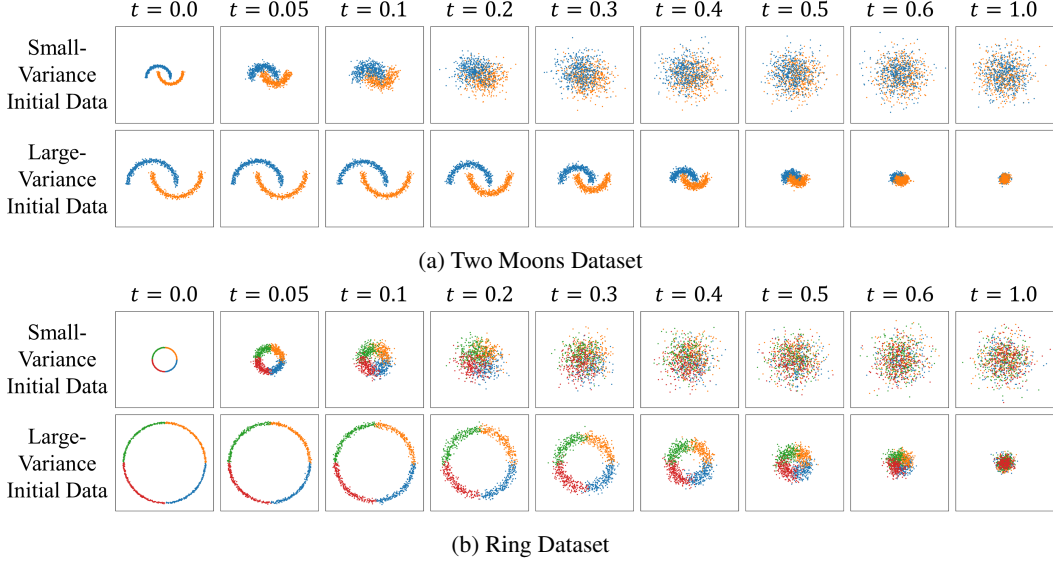 t = 0.0 t = 0.05 t = 0.1 t = 0.2 t = 0.3 t = 0.4 t = 0.5 t = 0.6 t = 1.0
Small-
Variance
Initial Data
Large-
Variance
Initial Data
(a) Two Moons Dataset
t = 0.0 t = 0.05 t = 0.1 t = 0.2 t = 0.3 t = 0.4 t = 0.5 t = 0.6 t = 1.0
Small-
Variance
Initial Data
Large-
Variance
Initial Data
(b) Ring Dataset